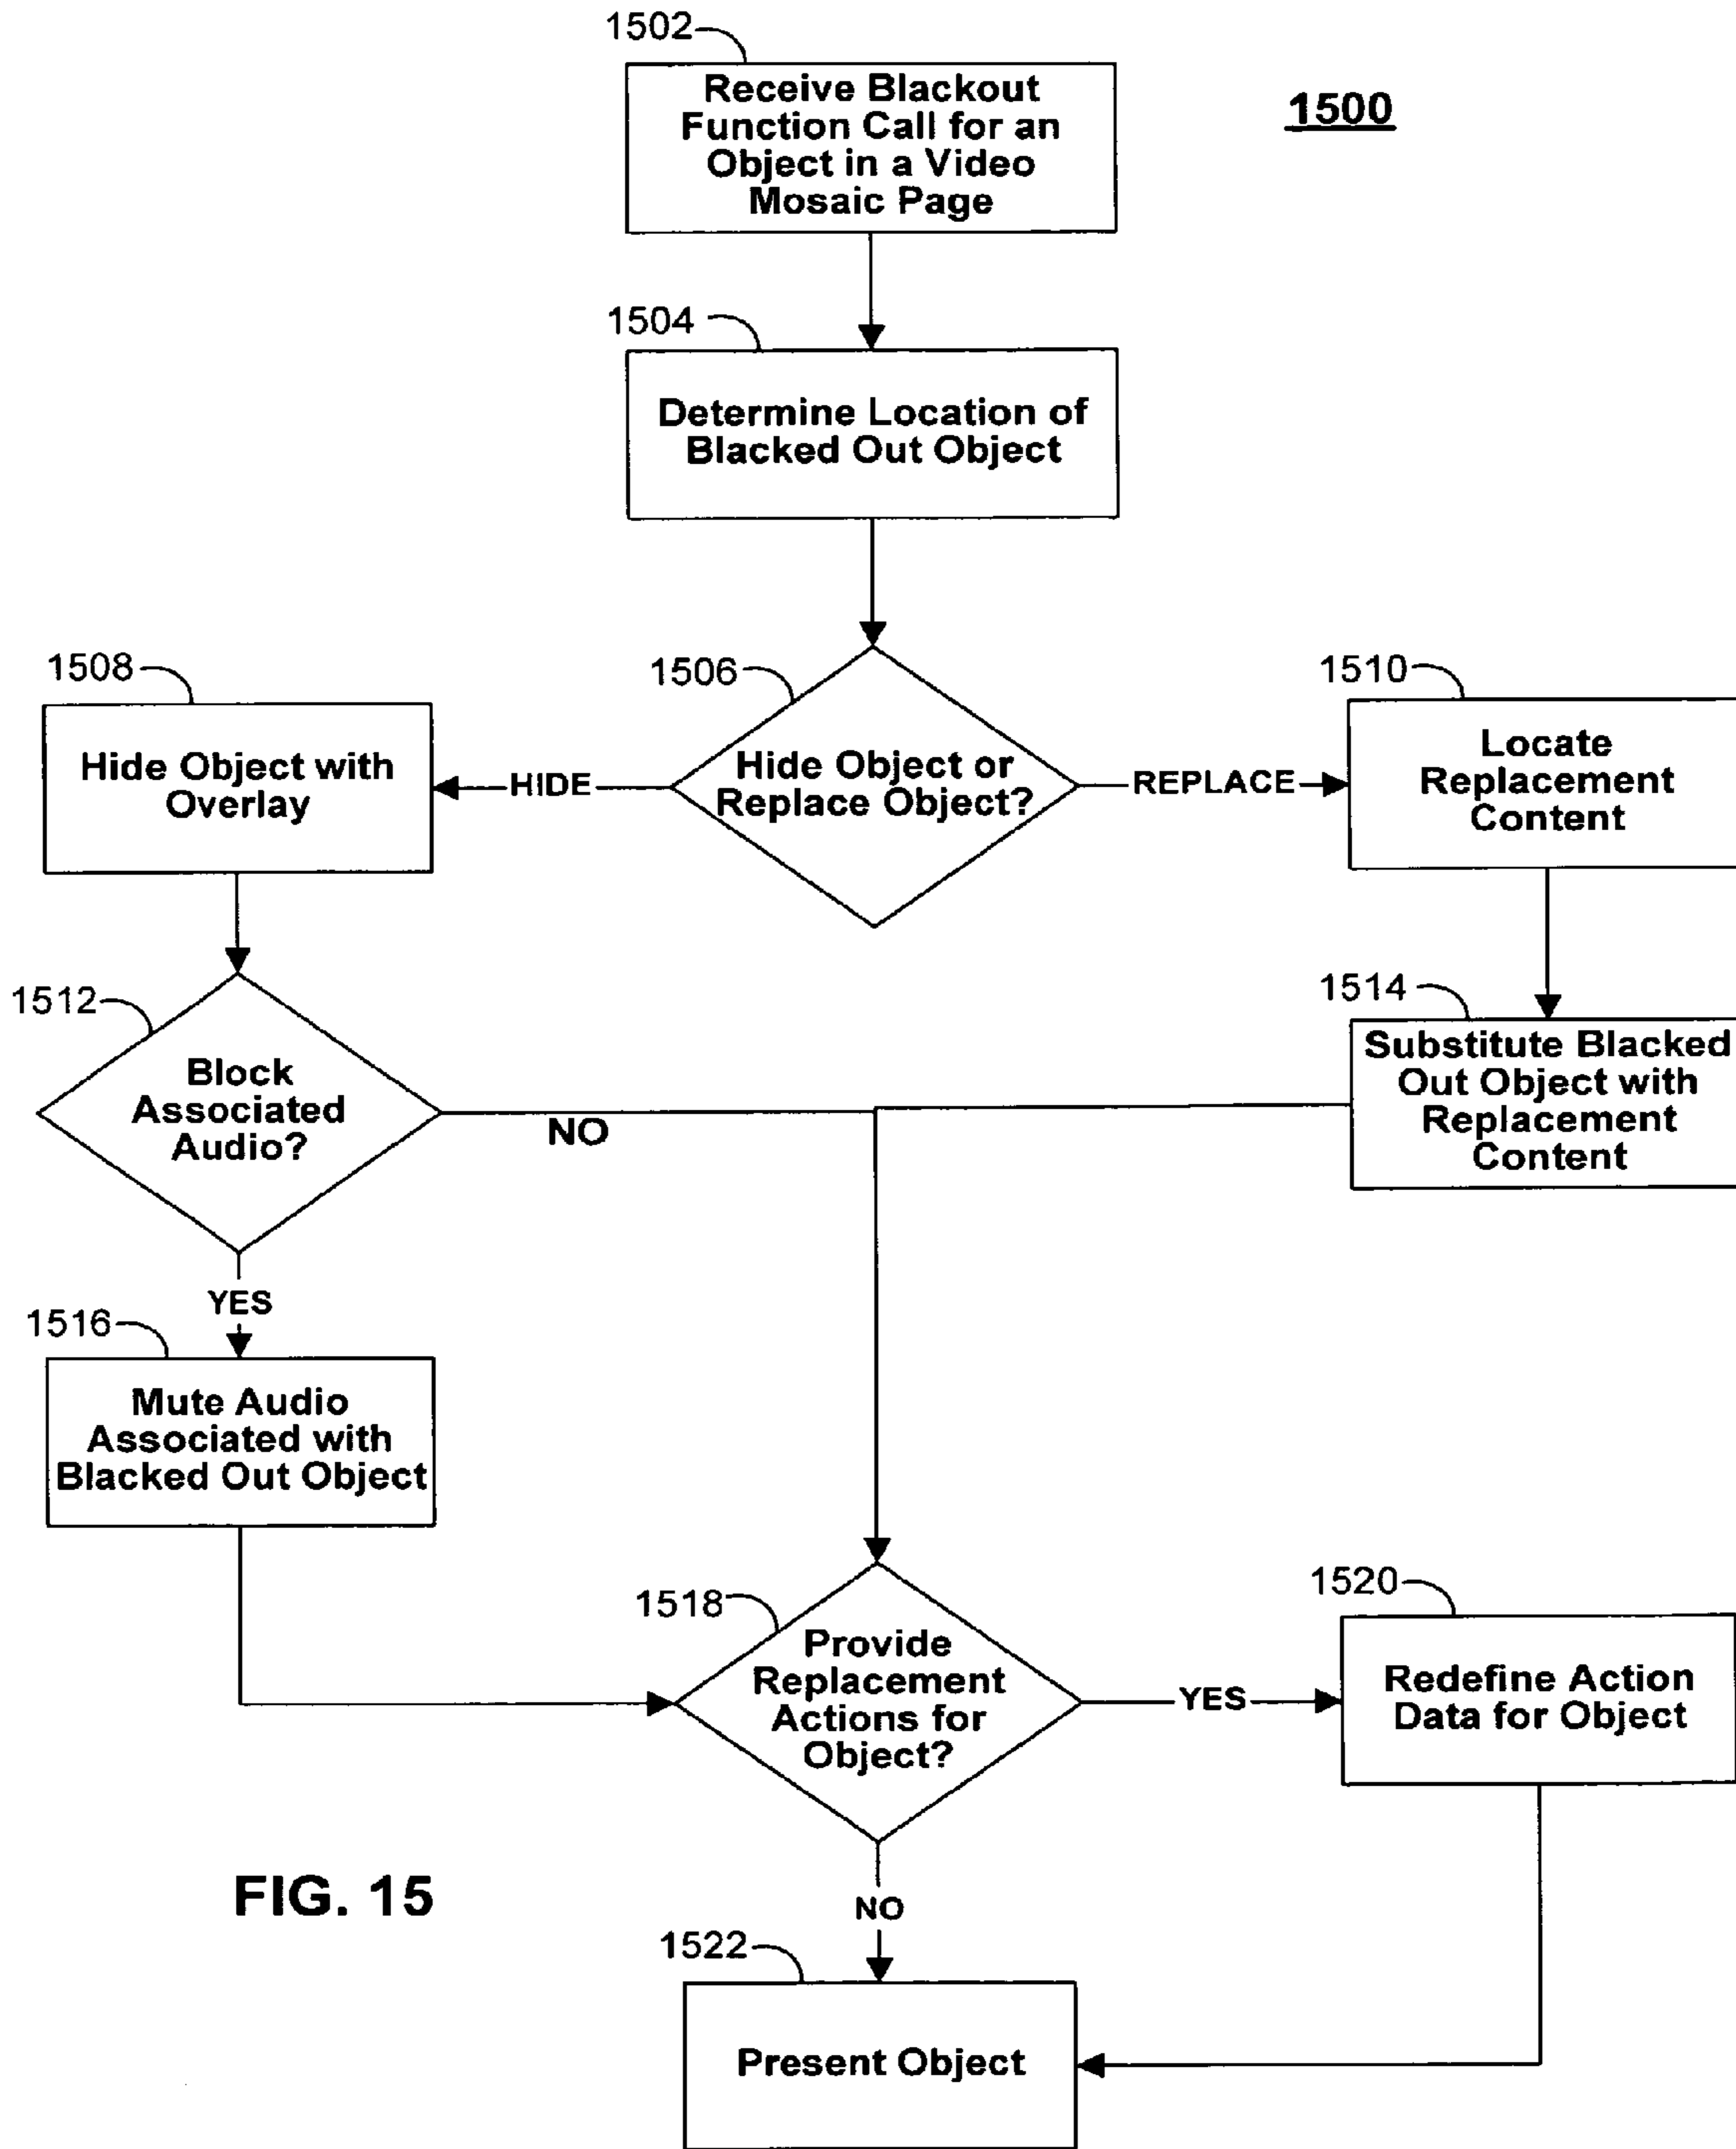 1502
Receive Blackout
Function Call for an
Object in a Video
Mosaic Page
1500
1504
Determine Location of
Blacked Out Object
1508
Hide Object with
Overlay
1506
Hide Object or
Replace Object?
HIDE
REPLACE
1510
Locate
Replacement
Content
1512
Block
Associated
Audio?
NO
1514
Substitute Blacked
Out Object with
Replacement
Content
YES
1516
Mute Audio
Associated with
Blacked Out Object
1518
Provide
Replacement
Actions for
Object?
YES
1520
Redefine Action
Data for Object
NO
FIG. 15
1522
Present Object